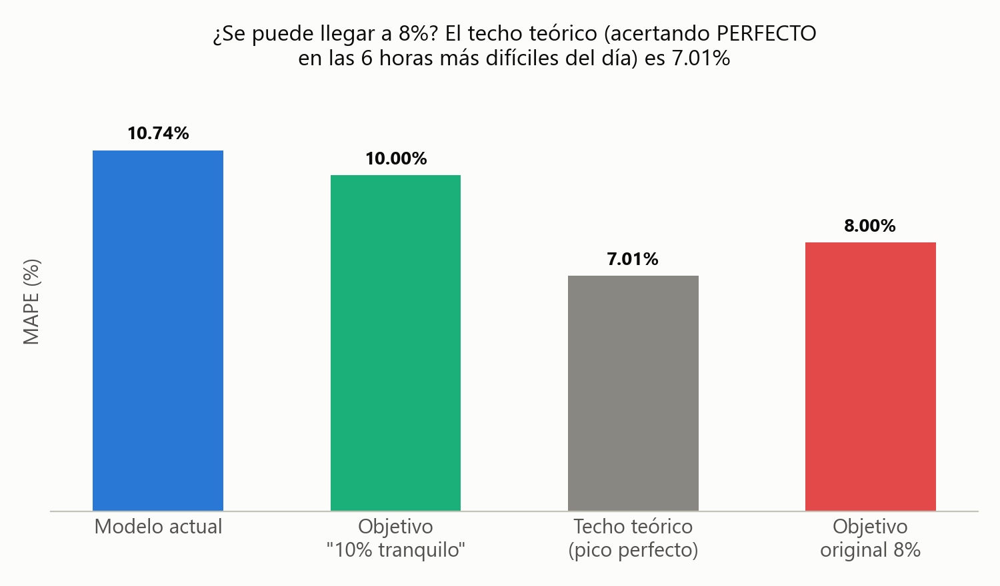 ¿Se puede llegar a 8%? El techo teórico (acertando PERFECTO
en las 6 horas más difíciles del día) es 7.01%
10.74%
10.00%
7.01%
8.00%
MAPE (%)
Modelo actual
Objetivo
"10% tranquilo"
Techo teórico
(pico perfecto)
Objetivo
original 8%